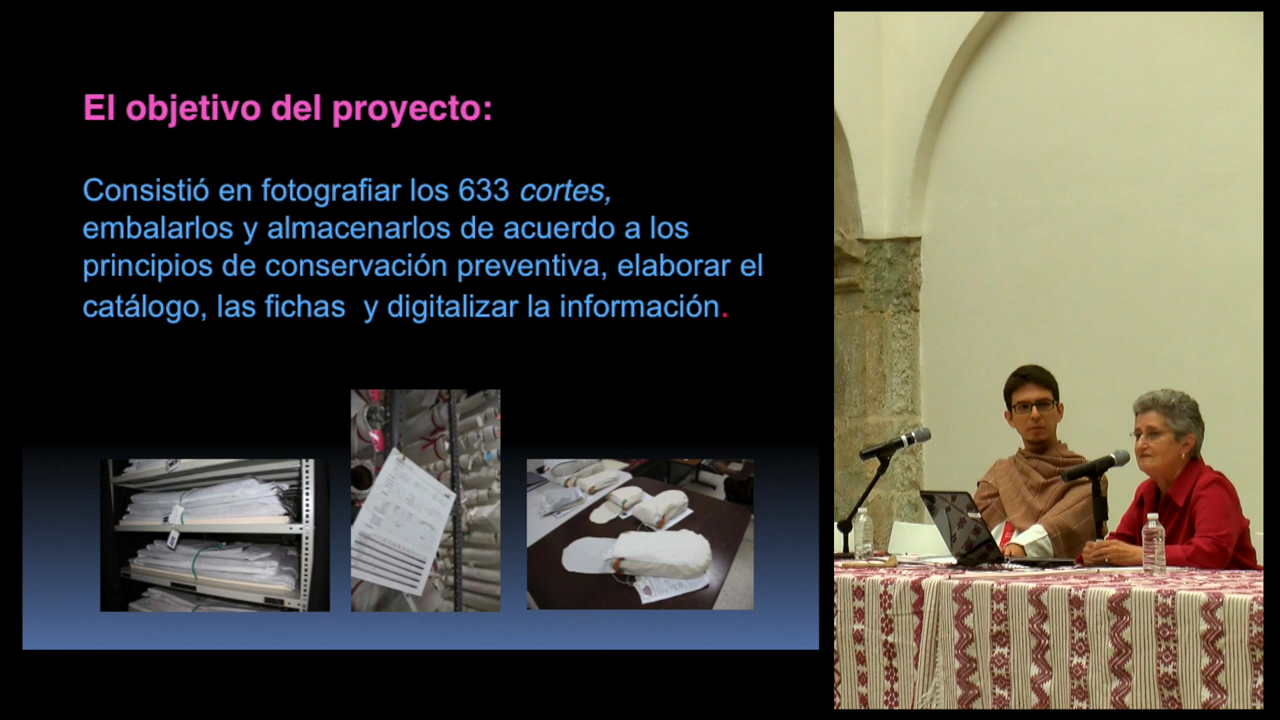 El objetivo del proyecto:
Consistió en fotografiar los 633 cortes,
embalarlos y almacenarlos de acuerdo a los
principios de conservación preventiva, elaborar el
catálogo, las fichas  y digitalizar la información.